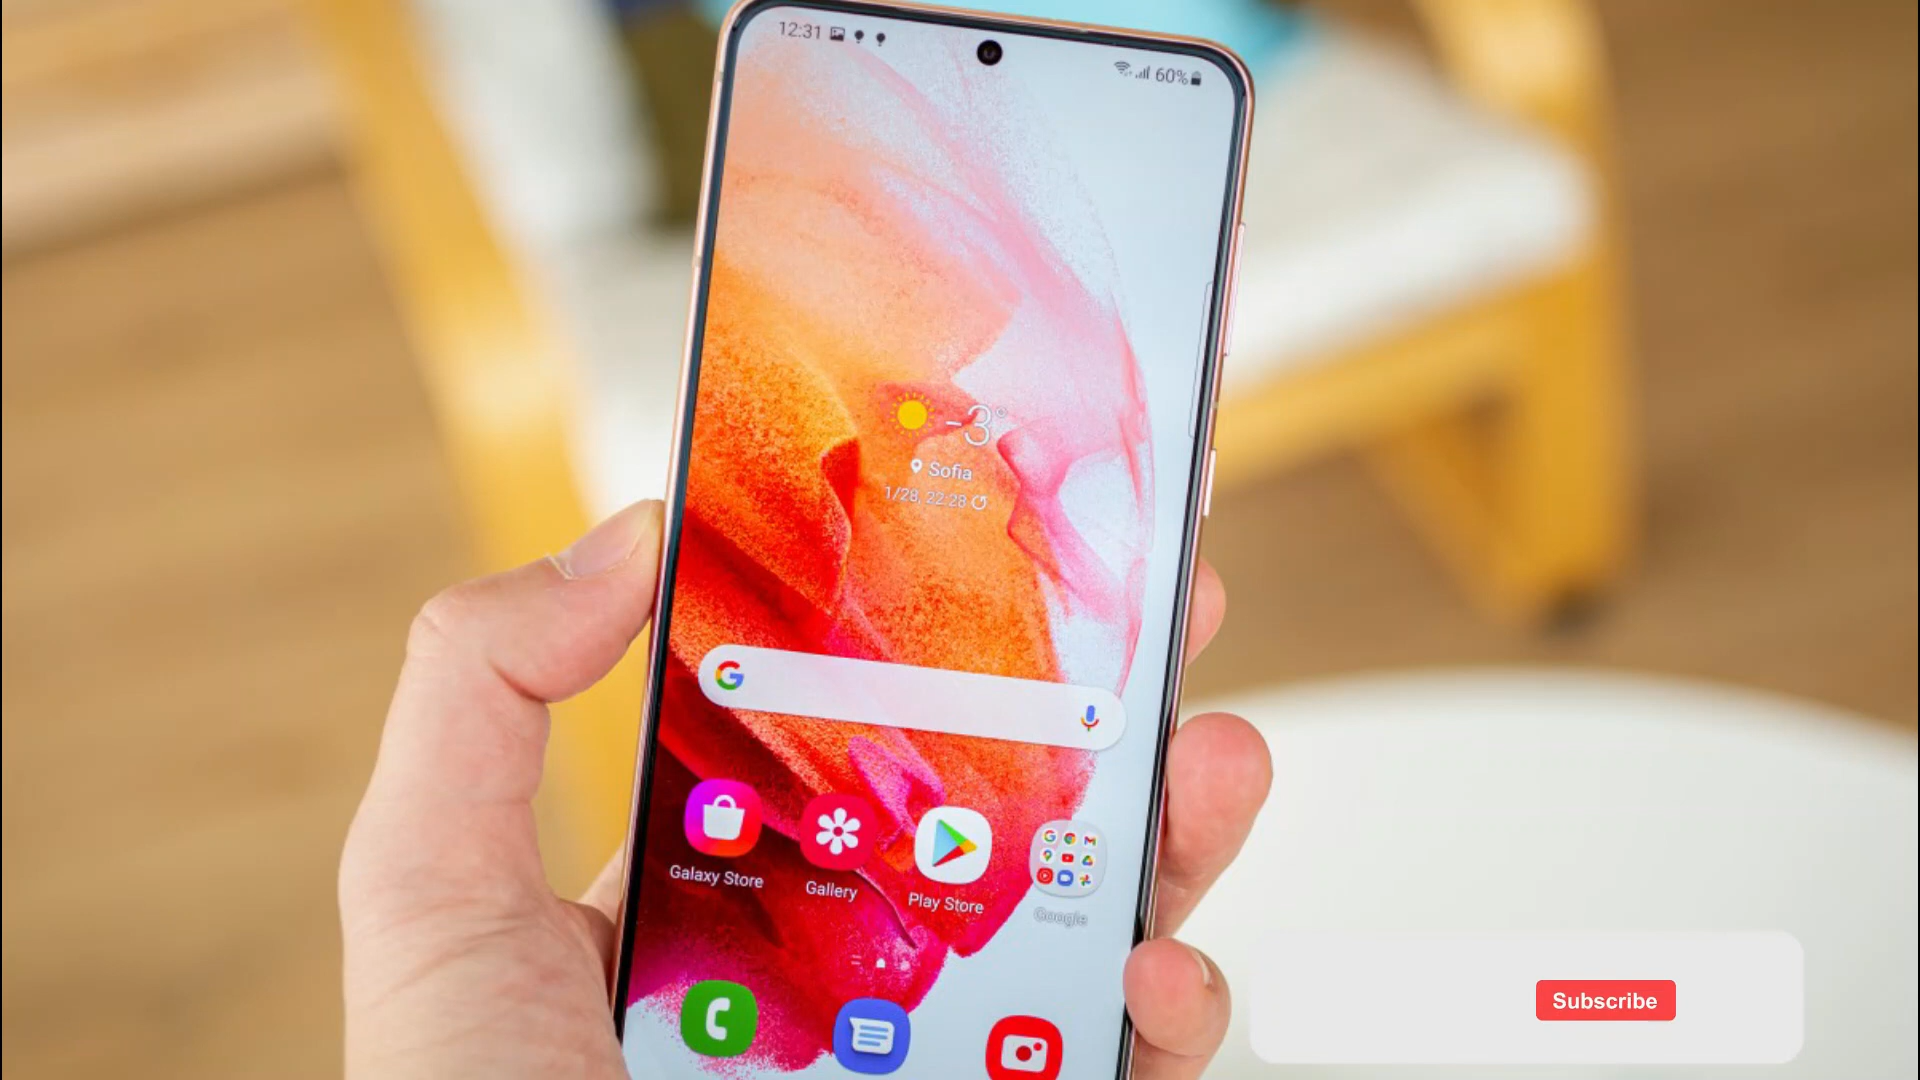 12:31
60%
-3°
Sofia
1/28, 22:28
Galaxy Store
Gallery
Play Store
Google
Subscribe